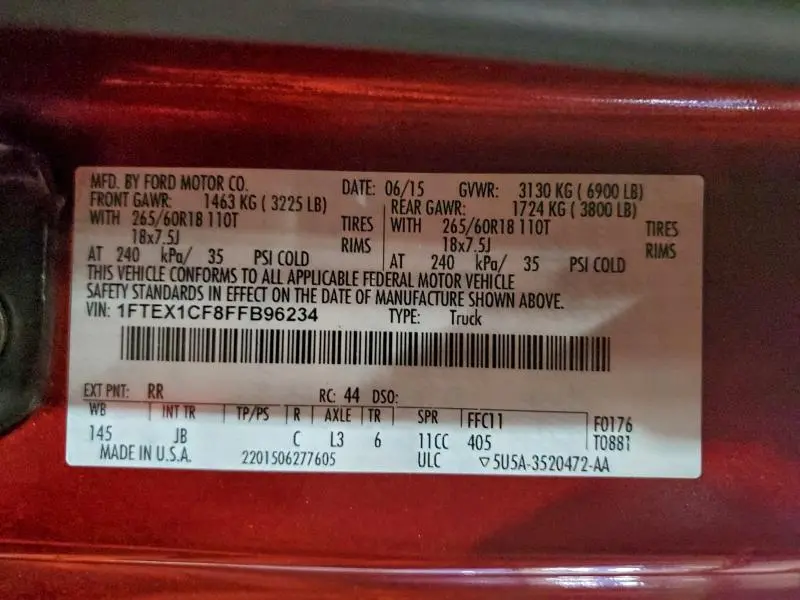 MFD. BY FORD MOTOR CO. DATE: 06/15 GVWR: 3130 KG ( 6900 LB)
FRONT GAWR: 1463 KG ( 3225 LB) REAR GAWR: 1724 KG ( 3800 LB)
WITH 265/60R18 110T TIRES WITH 265/60R18 110T TIRES
18x7.5J RIMS 18x7.5J RIMS
AT 240 kPa/ 35 PSI COLD AT 240 kPa/ 35 PSI COLD
THIS VEHICLE CONFORMS TO ALL APPLICABLE FEDERAL MOTOR VEHICLE
SAFETY STANDARDS IN EFFECT ON THE DATE OF MANUFACTURE SHOWN ABOVE.
VIN: 1FTEX1CF8FFB96234 TYPE: Truck
EXT PNT: RR RC: 44 DSO:
WB INT TR TP/PS R AXLE TR SPR FFC11 F0176
145 JB C L3 6 11CC 405 T0881
MADE IN U.S.A. 2201506277605 ULC ▽5U5A-3520472-AA